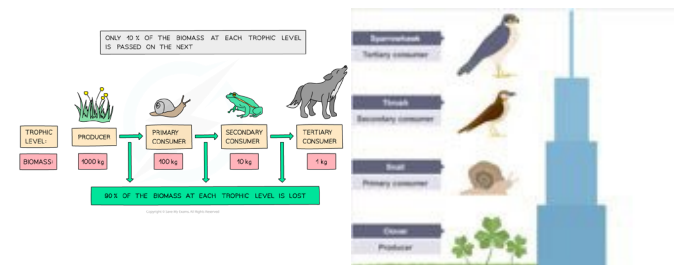 ONLY 10% OF THE BIOMASS AT EACH TROPHIC LEVEL
IS PASSED ON THE NEXT
TROPHIC
LEVEL:
PRODUCER
PRIMARY
CONSUMER
SECONDARY
CONSUMER
TERTIARY
CONSUMER
BIOMASS:
1000 kg
100 kg
10 kg
1 kg
90% OF THE BIOMASS AT EACH TROPHIC LEVEL IS LOST
Sparrowhawk
Tertiary consumer
Thrush
Secondary consumer
Snail
Primary consumer
Clover
Producer